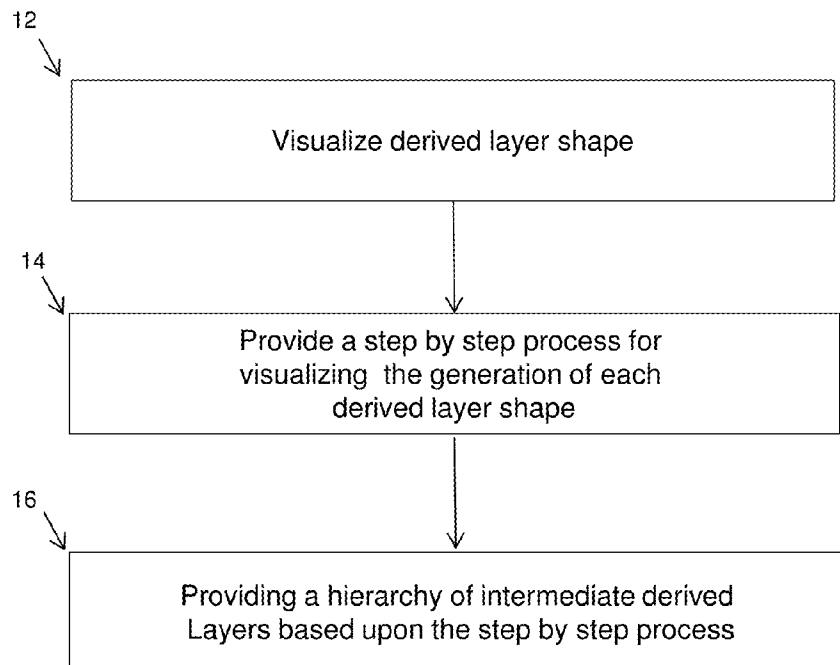 12
Visualize derived layer shape
14
Provide a step by step process for
visualizing the generation of each
derived layer shape
16
Providing a hierarchy of intermediate derived
Layers based upon the step by step process